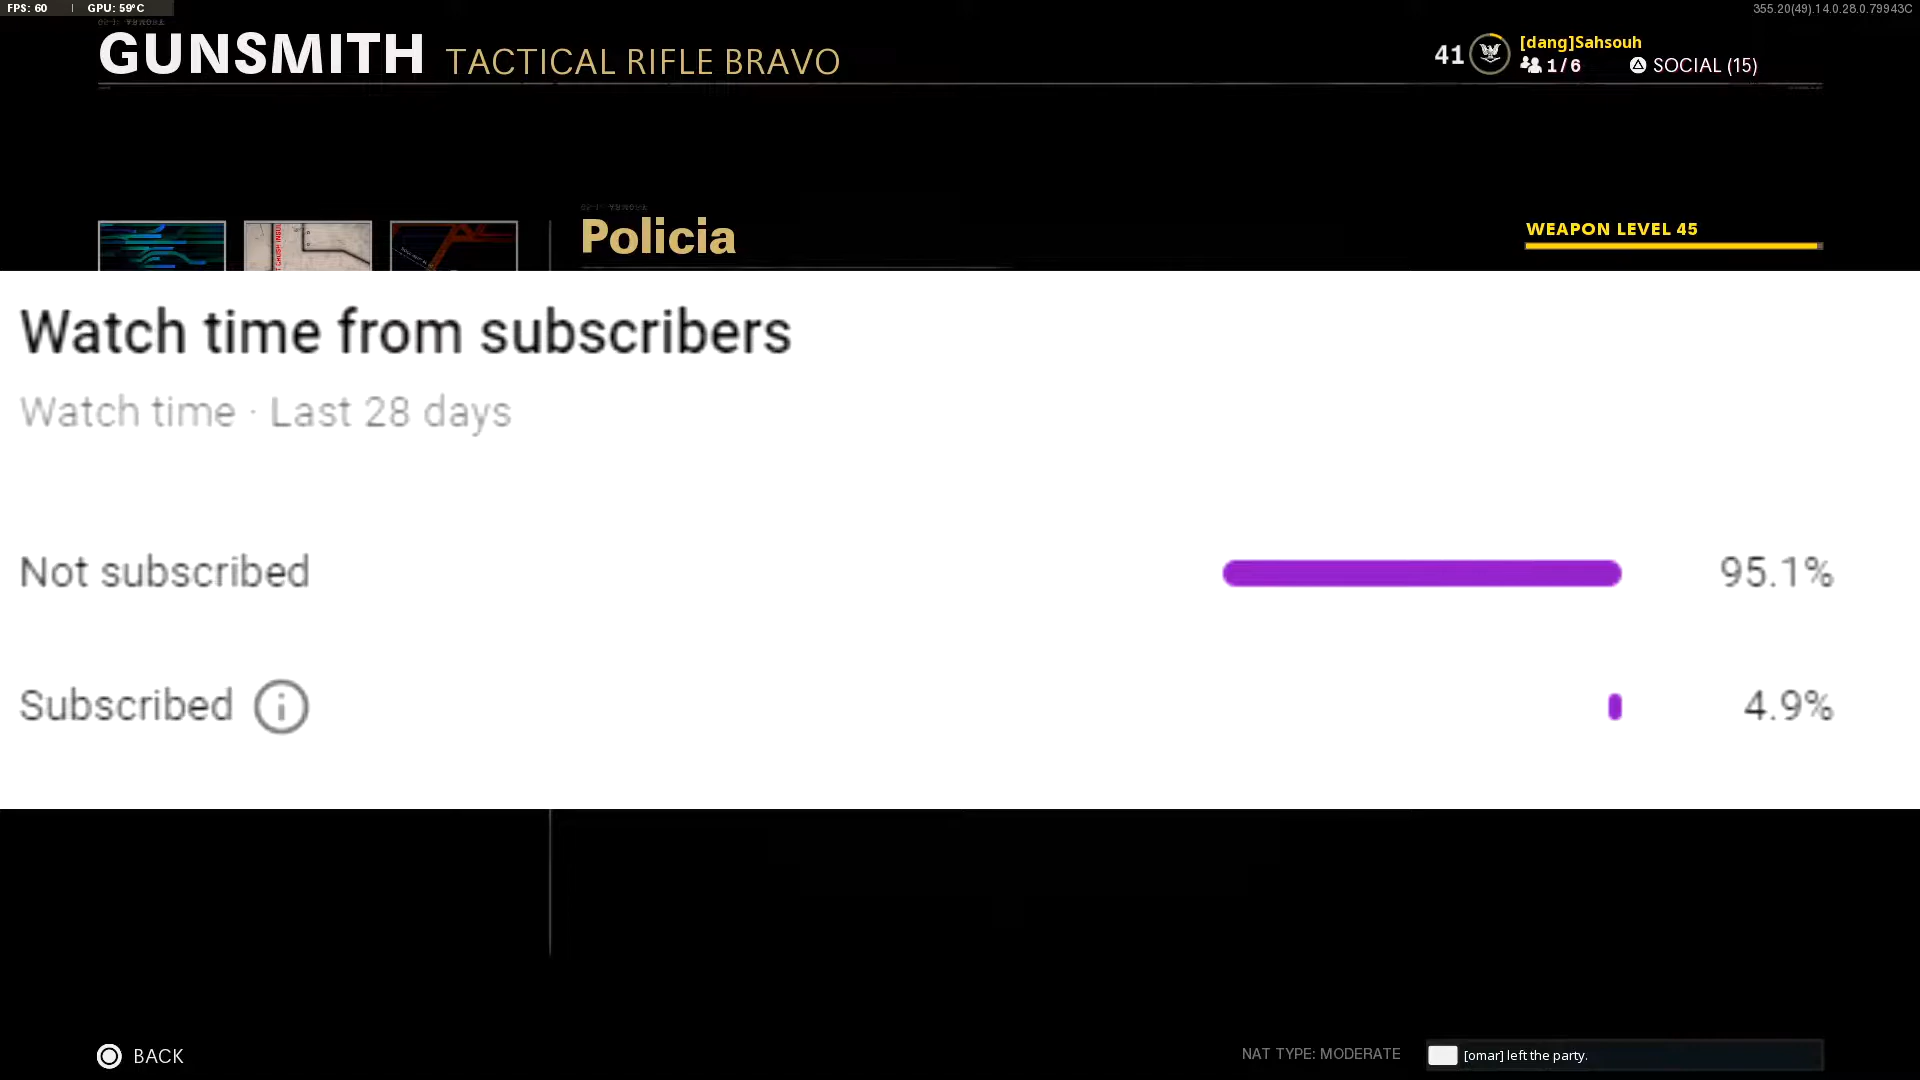 FPS: 60 | GPU: 59°C
355.20(49).14.0.28.0.79943C
GUNSMITH TACTICAL RIFLE BRAVO
41
[dang]Sahsouh
1/6
SOCIAL (15)
Policia
WEAPON LEVEL 45
Watch time from subscribers
Watch time · Last 28 days
Not subscribed 95.1%
Subscribed 4.9%
BACK
NAT TYPE: MODERATE
[omar] left the party.